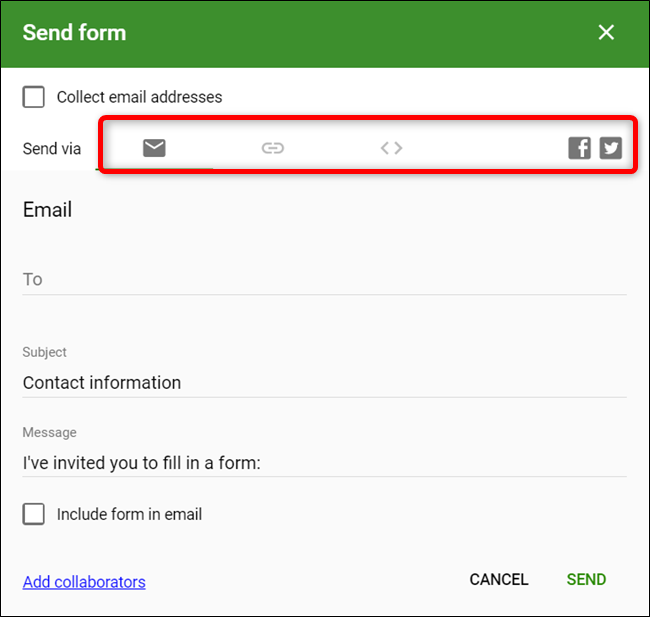 Send form
Collect email addresses
Send via
Email
To
Subject
Contact information
Message
I've invited you to fill in a form:
Include form in email
Add collaborators CANCEL SEND